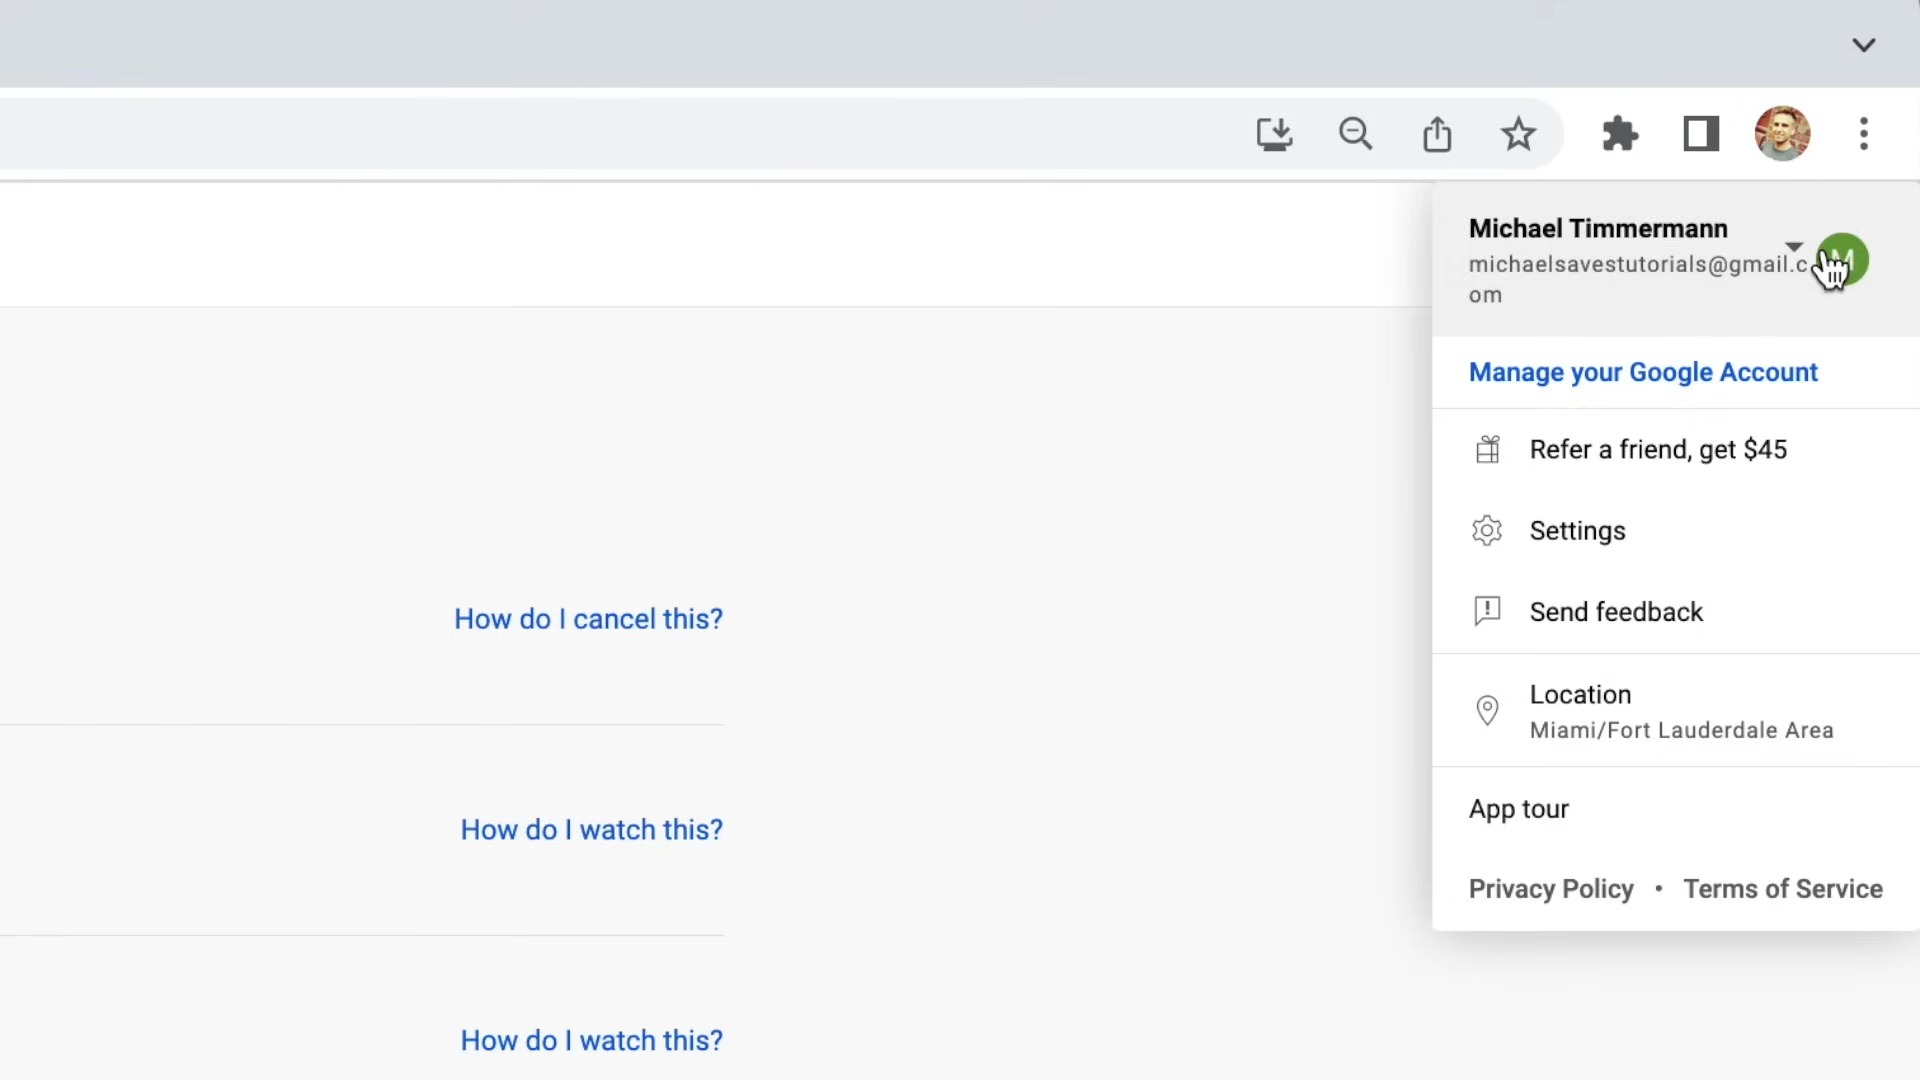 Michael Timmermann
michaelsavestutorials@gmail.c
om
Manage your Google Account
Refer a friend, get $45
Settings
Send feedback
Location
Miami/Fort Lauderdale Area
App tour
Privacy Policy • Terms of Service
How do I cancel this?
How do I watch this?
How do I watch this?